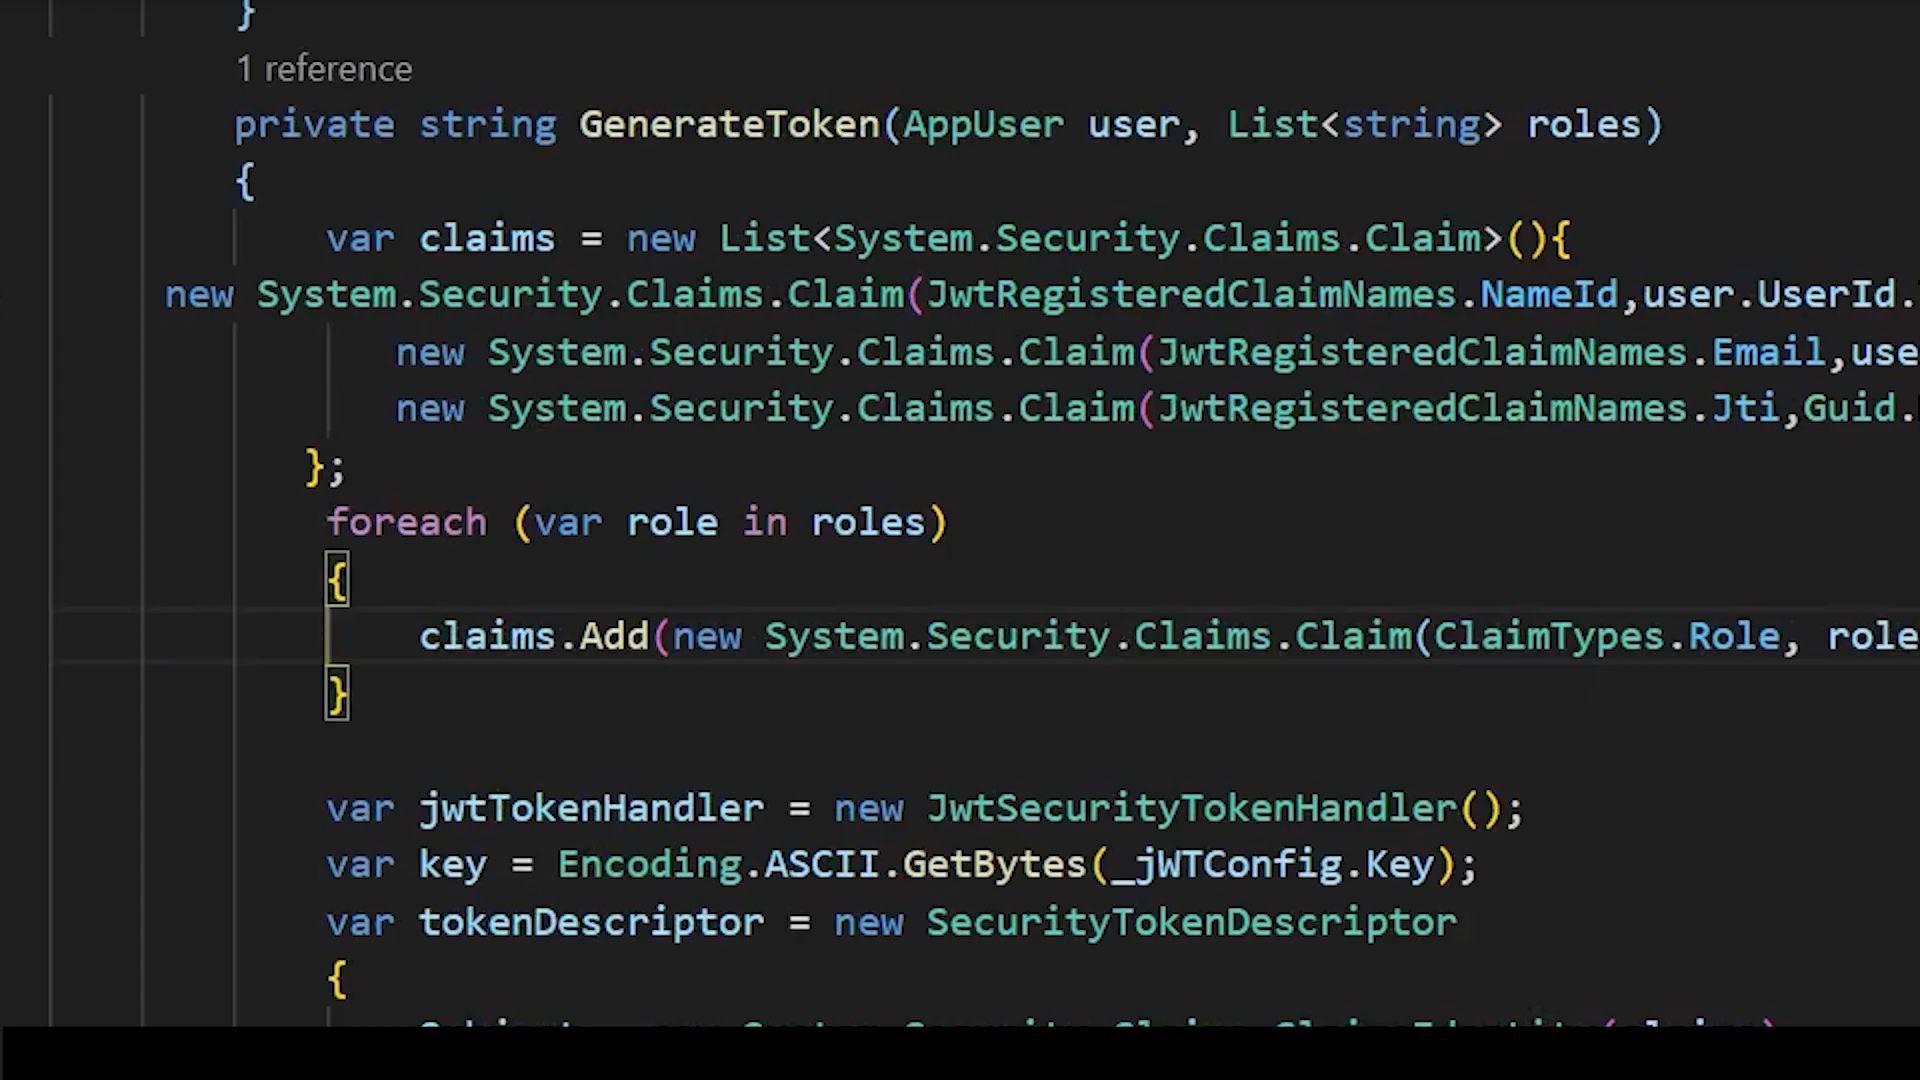 }
1 reference
private string GenerateToken(AppUser user, List<string> roles)
{
var claims = new List<System.Security.Claims.Claim>(){
new System.Security.Claims.Claim(JwtRegisteredClaimNames.NameId,user.UserId.
new System.Security.Claims.Claim(JwtRegisteredClaimNames.Email,use
new System.Security.Claims.Claim(JwtRegisteredClaimNames.Jti,Guid.
};
foreach (var role in roles)
{
claims.Add(new System.Security.Claims.Claim(ClaimTypes.Role, role
}
var jwtTokenHandler = new JwtSecurityTokenHandler();
var key = Encoding.ASCII.GetBytes(_jWTConfig.Key);
var tokenDescriptor = new SecurityTokenDescriptor
{